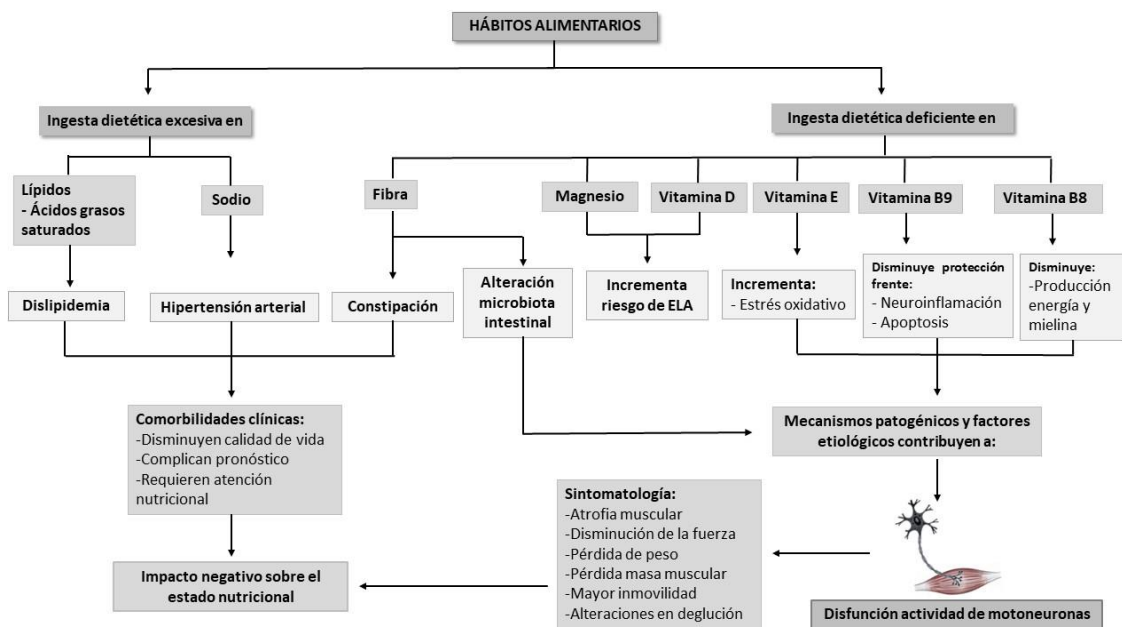 HÁBITOS ALIMENTARIOS
Ingesta dietética excesiva en
Ingesta dietética deficiente en
Lípidos
- Ácidos grasos
saturados
Sodio
Fibra
Magnesio
Vitamina D
Vitamina E
Vitamina B9
Vitamina B8
Dislipidemia
Hipertensión arterial
Constipación
Alteración
microbiota
intestinal
Incrementa
riesgo de ELA
Incrementa:
- Estrés oxidativo
Disminuye protección
frente:
- Neuroinflamación
- Apoptosis
Disminuye:
-Producción
energía y
mielina
Comorbilidades clínicas:
-Disminuyen calidad de vida
-Complican pronóstico
-Requieren atención
nutricional
Mecanismos patogénicos y factores
etiológicos contribuyen a:
Sintomatología:
-Atrofia muscular
-Disminución de la fuerza
-Pérdida de peso
-Pérdida masa muscular
-Mayor inmovilidad
-Alteraciones en deglución
Impacto negativo sobre el
estado nutricional
Disfunción actividad de motoneuronas